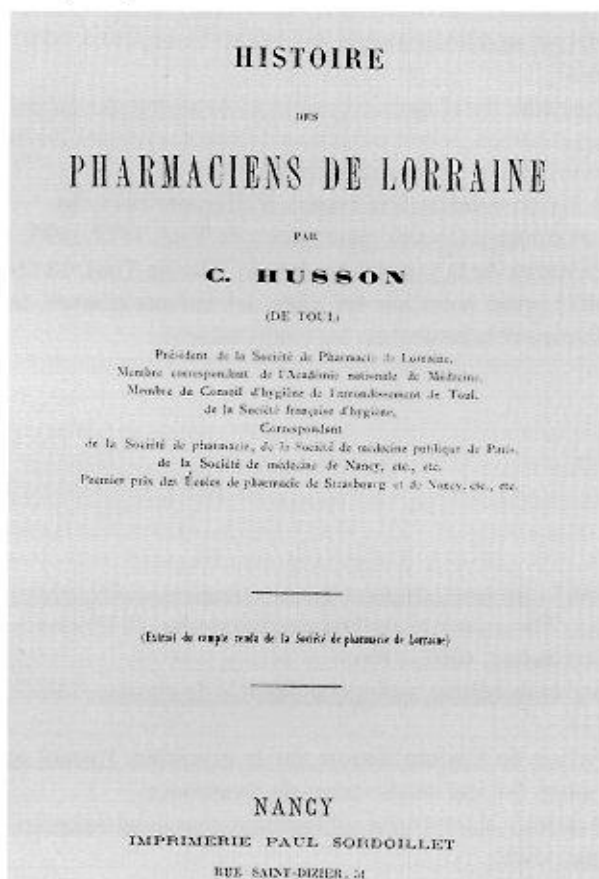 HISTOIRE
DES
PHARMACIENS DE LORRAINE
PAR
C. HUSSON
(DE TOUL)
Président de la Société de Pharmacie de Lorraine,
Membre correspondant de l'Académie nationale de Médecine,
Membre du Conseil d'hygiène de l'arrondissement de Toul,
de la Société française d'hygiène,
Correspondant
de la Société de pharmacie, de la Société de médecine publique de Paris,
de la Société de médecine de Nancy, etc., etc.
Premier prix des Écoles de pharmacie de Strasbourg et de Nancy, etc., etc.
(Extrait du compte rendu de la Société de pharmacie de Lorraine)
NANCY
IMPRIMERIE PAUL SORDOILLET
RUE SAINT-DIZIER, 51